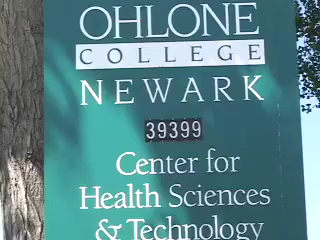 OHLONE
COLLEGE
NEWARK
39399
Center for
Health Sciences
& Technology